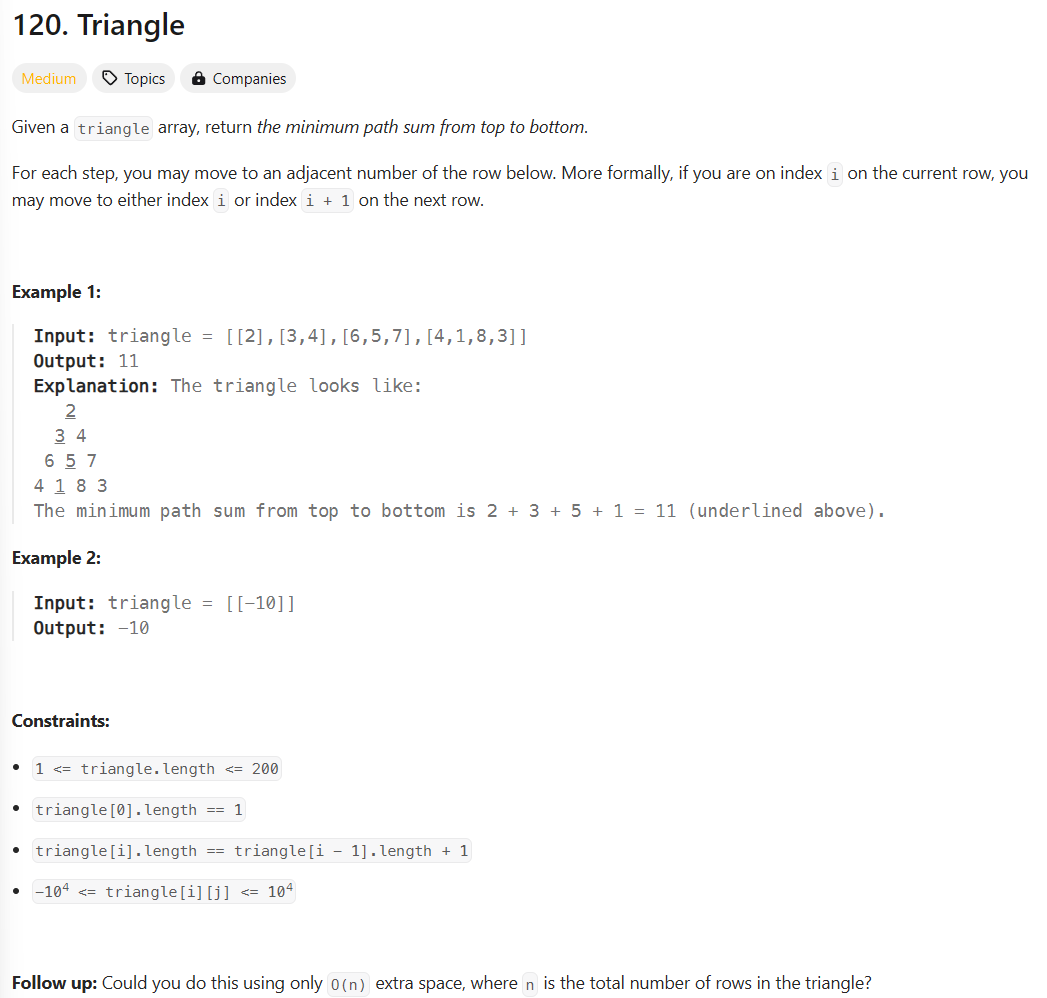 120. Triangle
Medium Topics Companies
Given a triangle array, return the minimum path sum from top to bottom.
For each step, you may move to an adjacent number of the row below. More formally, if you are on index i on the current row, you
may move to either index i or index i + 1 on the next row.
Example 1:
Input: triangle = [[2],[3,4],[6,5,7],[4,1,8,3]]
Output: 11
Explanation: The triangle looks like:
2
3 4
6 5 7
4 1 8 3
The minimum path sum from top to bottom is 2 + 3 + 5 + 1 = 11 (underlined above).
Example 2:
Input: triangle = [[-10]]
Output: -10
Constraints:
• 1 <= triangle.length <= 200
• triangle[0].length == 1
• triangle[i].length == triangle[i - 1].length + 1
• -10⁴ <= triangle[i][j] <= 10⁴
Follow up: Could you do this using only O(n) extra space, where n is the total number of rows in the triangle?